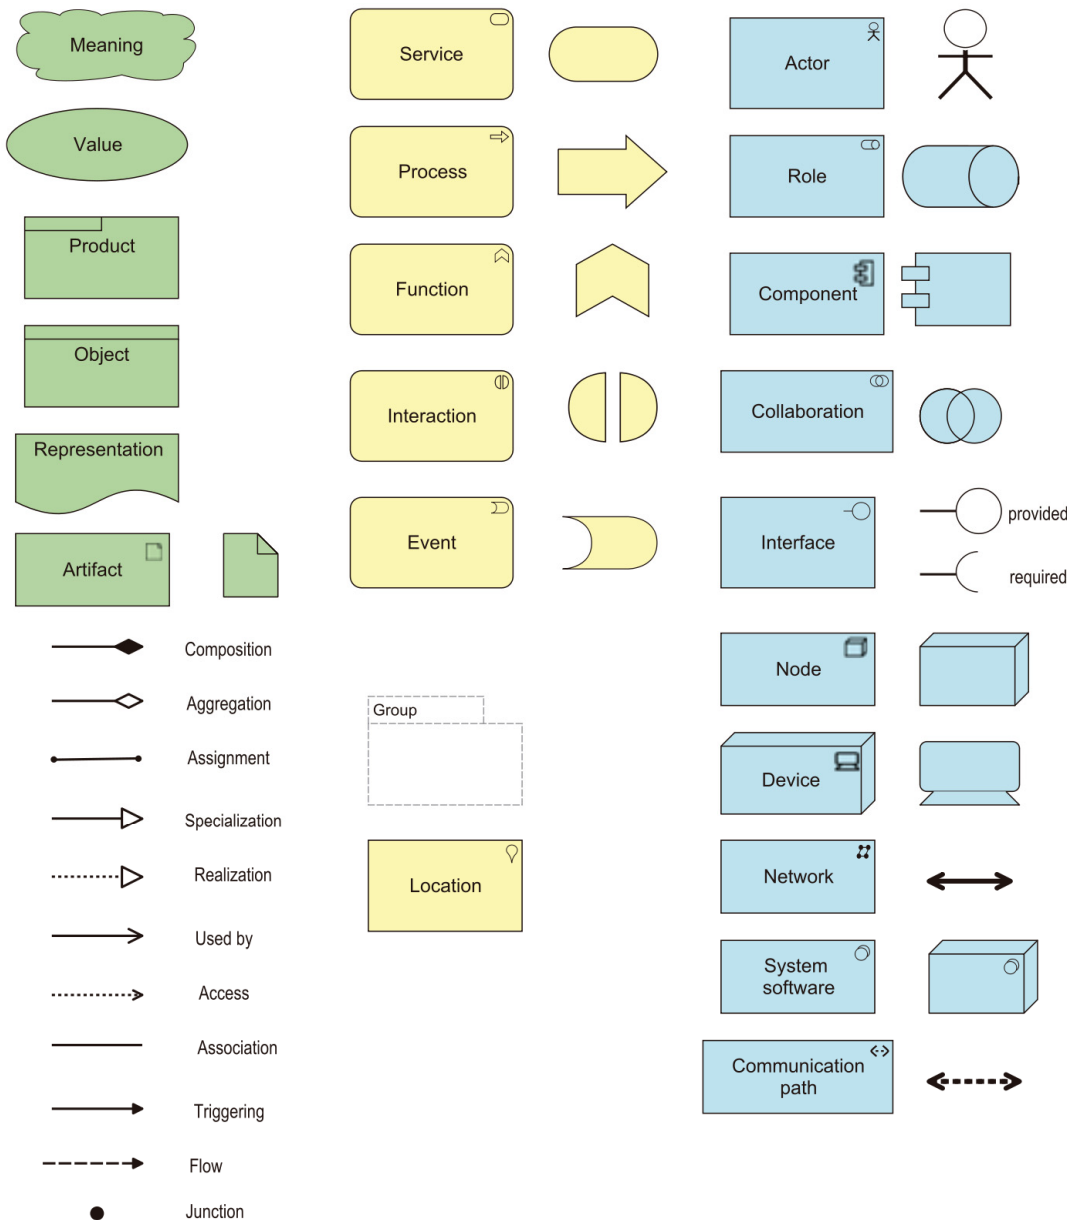 Meaning
Value
Product
Object
Representation
Artifact
Composition
Aggregation
Assignment
Specialization
Realization
Used by
Access
Association
Triggering
Flow
Junction
Service
Process
Function
Interaction
Event
Group
Location
Actor
Role
Component
Collaboration
Interface
provided
required
Node
Device
Network
System
software
Communication
path